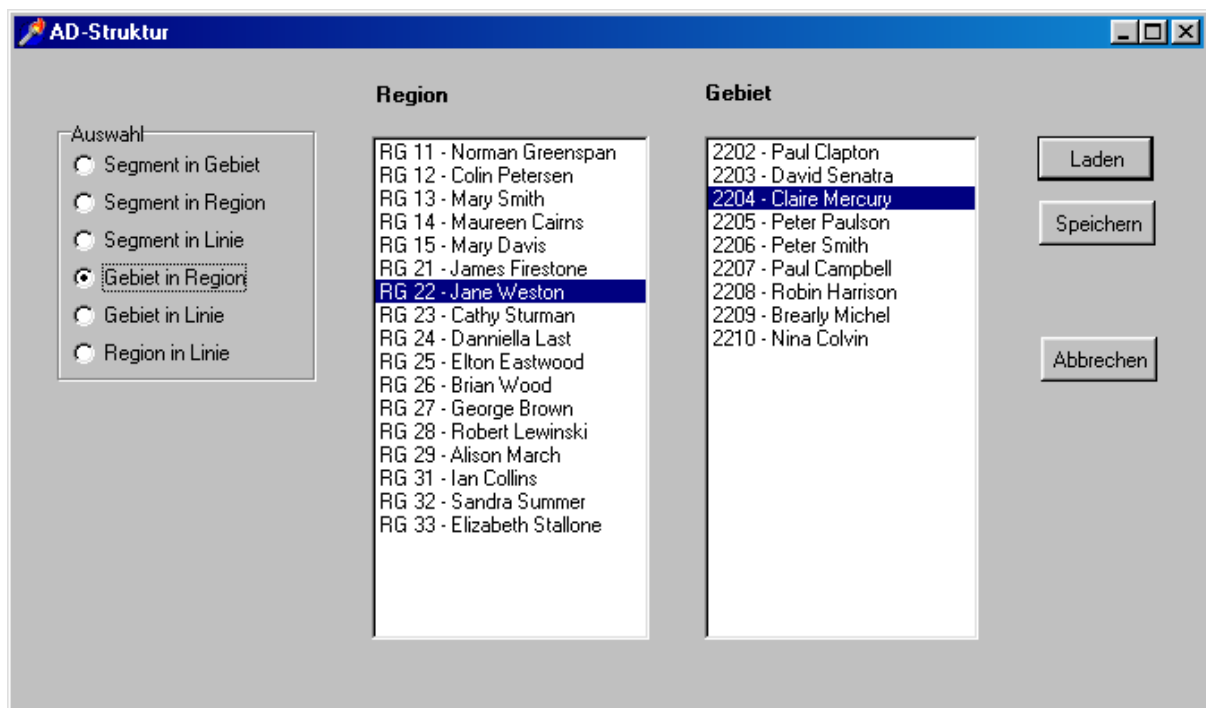 AD-Struktur
Auswahl
Segment in Gebiet
Segment in Region
Segment in Linie
Gebiet in Region
Gebiet in Linie
Region in Linie
Region
RG 11 - Norman Greenspan
RG 12 - Colin Petersen
RG 13 - Mary Smith
RG 14 - Maureen Cairns
RG 15 - Mary Davis
RG 21 - James Firestone
RG 22 - Jane Weston
RG 23 - Cathy Sturman
RG 24 - Danniella Last
RG 25 - Elton Eastwood
RG 26 - Brian Wood
RG 27 - George Brown
RG 28 - Robert Lewinski
RG 29 - Alison March
RG 31 - Ian Collins
RG 32 - Sandra Summer
RG 33 - Elizabeth Stallone
Gebiet
2202 - Paul Clapton
2203 - David Senatra
2204 - Claire Mercury
2205 - Peter Paulson
2206 - Peter Smith
2207 - Paul Campbell
2208 - Robin Harrison
2209 - Brearly Michel
2210 - Nina Colvin
Laden
Speichern
Abbrechen